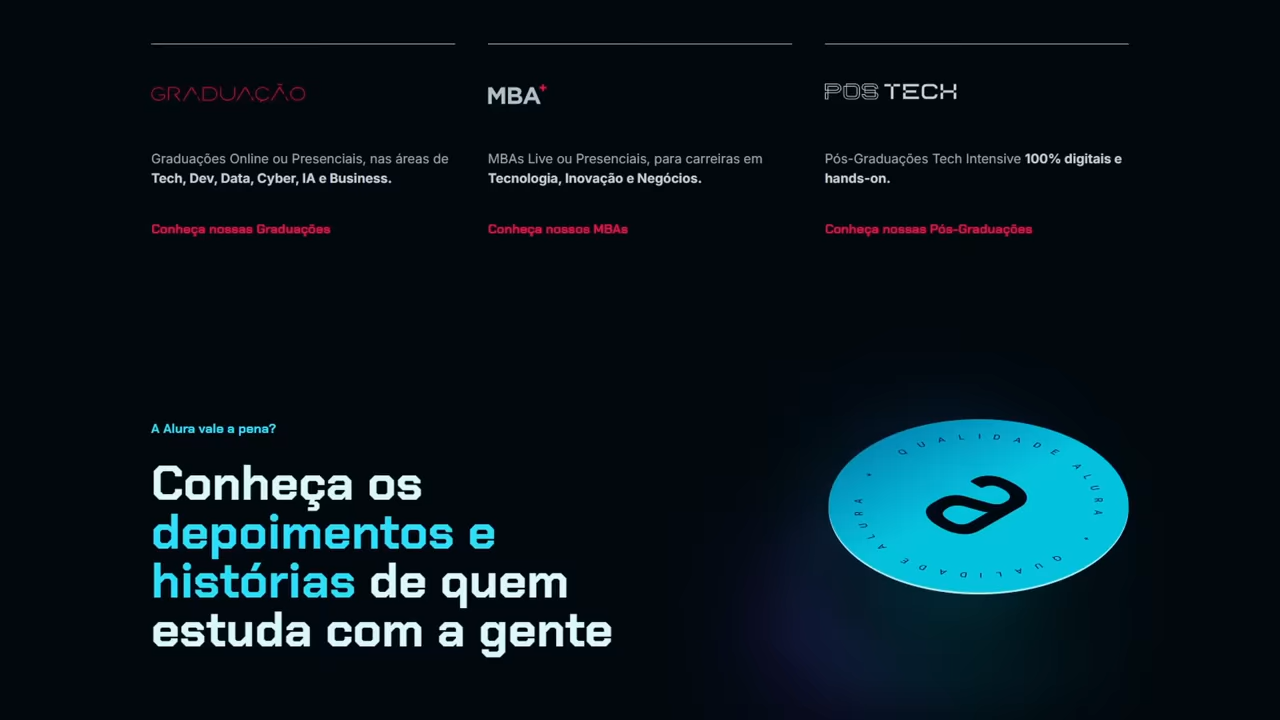 GRADUAÇÃO
Graduações Online ou Presenciais, nas áreas de
Tech, Dev, Data, Cyber, IA e Business.
Conheça nossas Graduações
MBA+
MBAs Live ou Presenciais, para carreiras em
Tecnologia, Inovação e Negócios.
Conheça nossos MBAs
POS TECH
Pós-Graduações Tech Intensive 100% digitais e
hands-on.
Conheça nossas Pós-Graduações
A Alura vale a pena?
Conheça os
depoimentos e
histórias de quem
estuda com a gente
QUALIDADE ALURA • QUALIDADE ALURA •
a